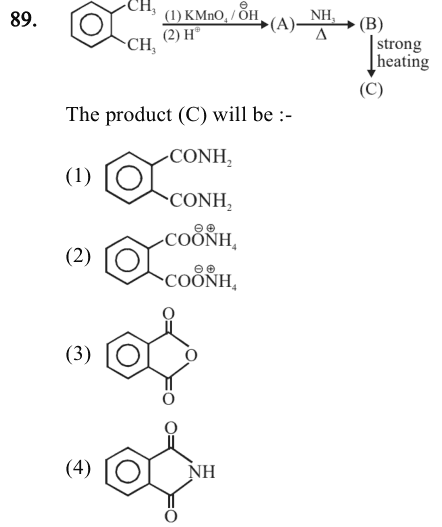 89.
CH₃
CH₃
(1) KMnO₄ / OH⊖
(2) H⊕
(A)
NH₃
Δ
(B)
strong
heating
(C)
The product (C) will be :-
(1)
CONH₂
CONH₂
(2)
COO⊖NH₄⊕
COO⊖NH₄⊕
(3)
O
O
O
(4)
O
NH
O